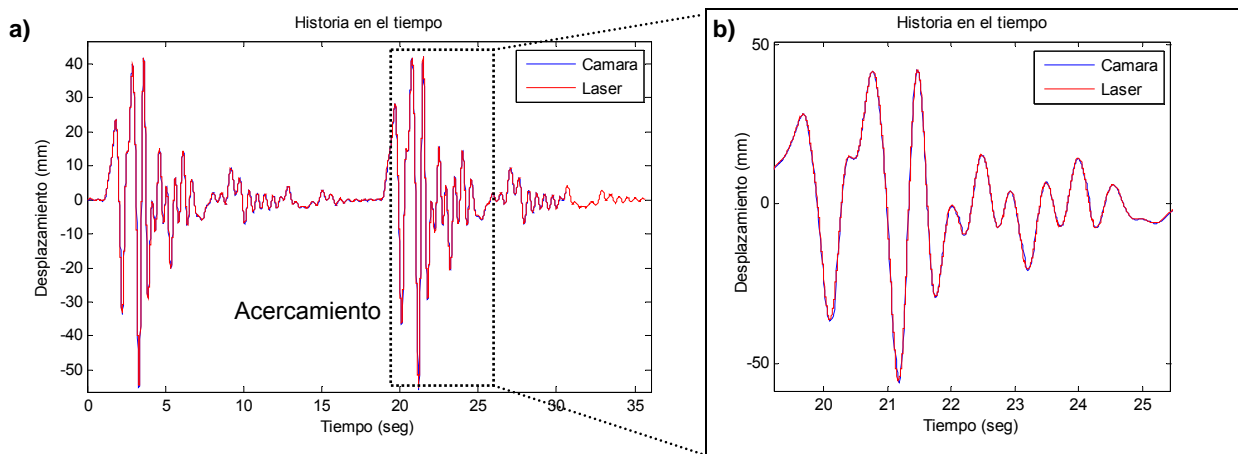 a)
Historia en el tiempo
Desplazamiento (mm)
40
30
20
10
0
-10
-20
-30
-40
-50
Camara
Laser
Acercamiento
0 5 10 15 20 25 30 35
Tiempo (seg)
b)
Historia en el tiempo
Desplazamiento (mm)
50
0
-50
Camara
Laser
20 21 22 23 24 25
Tiempo (seg)